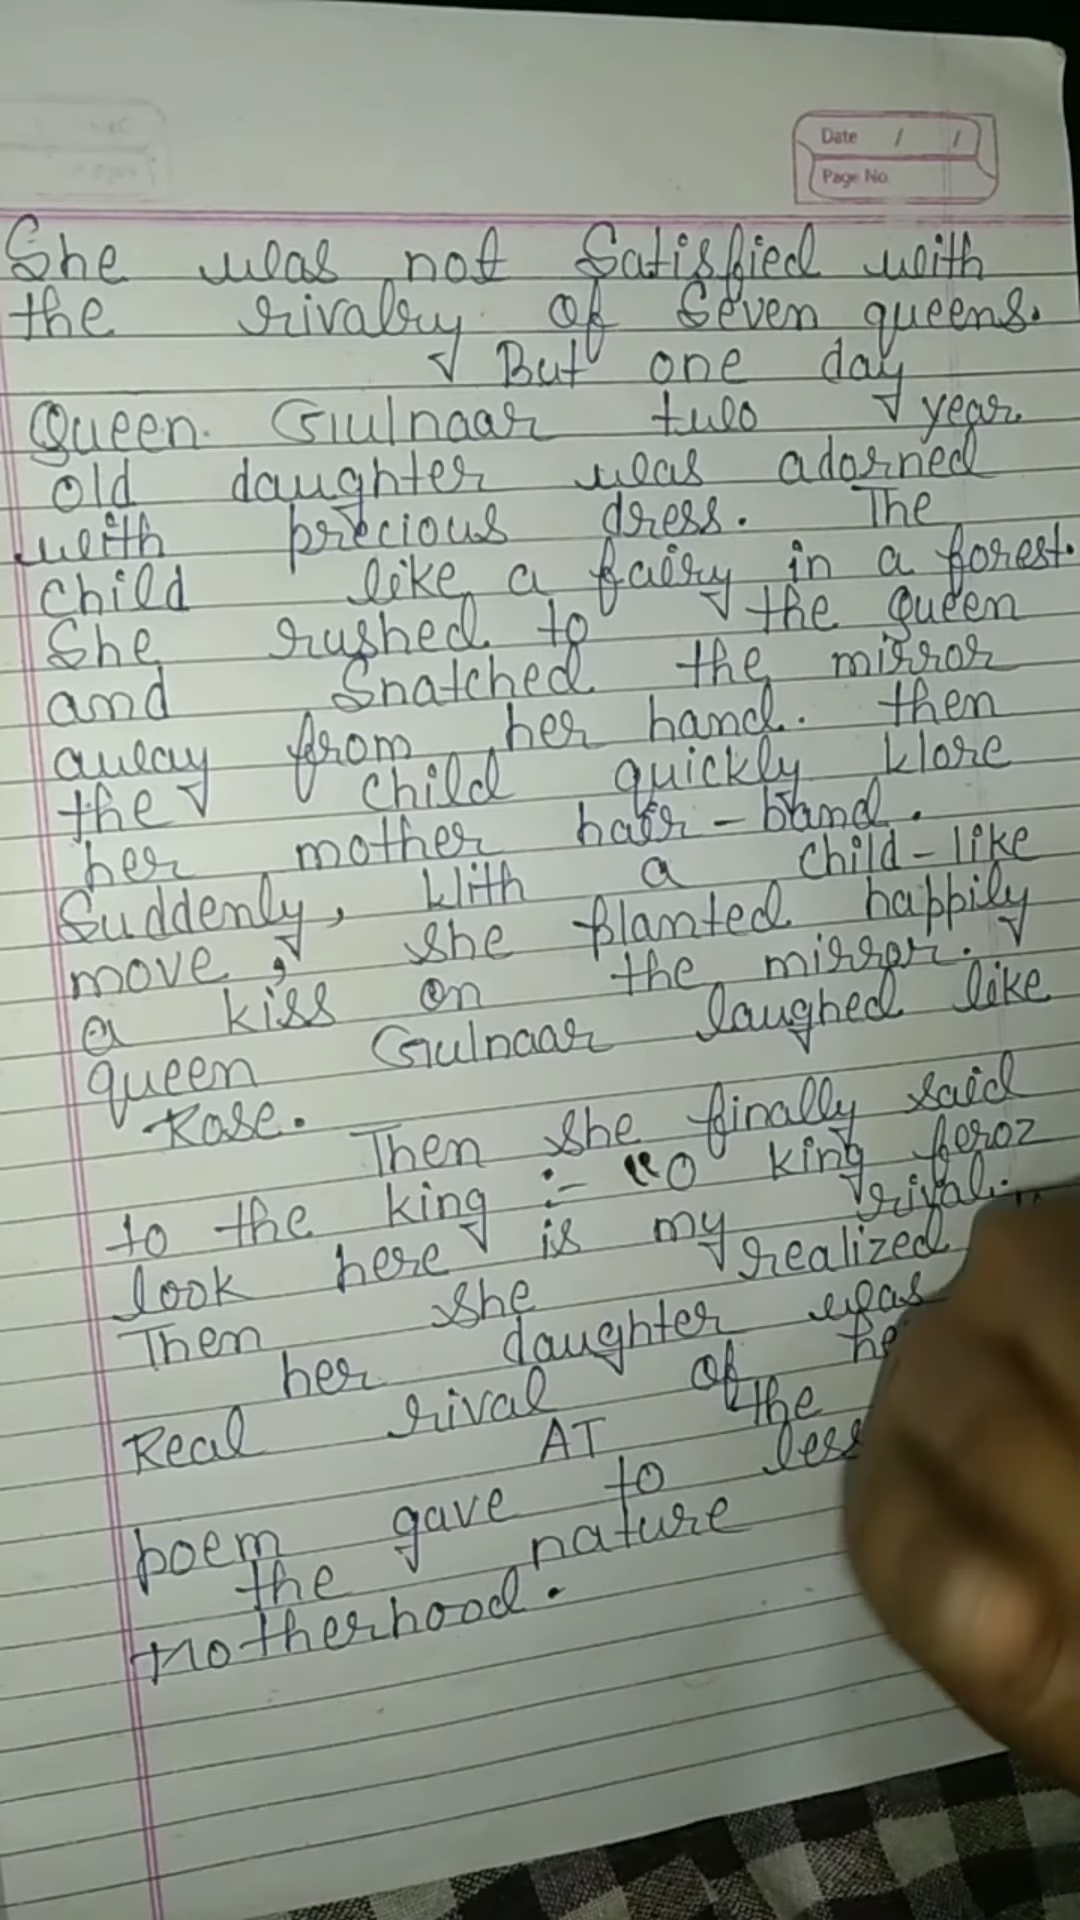 Date / /
Page No.
She was not Satisfied with
the rivalry of Seven queens.
But one day
Queen. Gulnaar two year
old daughter was adorned
with precious dress. The
child like a fairy in a forest.
She rushed to the queen
and Snatched the mirror
away from her hand. then
the child quickly Wore
her mother hair-band.
Suddenly, With a child-like
move, she planted happily
a kiss on the mirror.
queen Gulnaar laughed like
Rose.
Then she finally said
to the king :- "O king feroz
look here is my rival.
Then she realized
her daughter was
Real rival of
AT the
poem gave to
the nature
Motherhood.